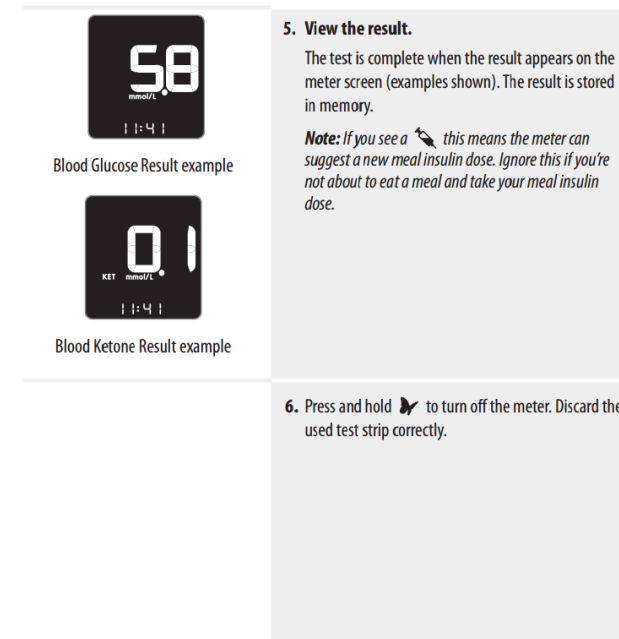 5.8
mmol/L
11:41
Blood Glucose Result example
KET mmol/L 0.1
11:41
Blood Ketone Result example
5. View the result.
The test is complete when the result appears on the
meter screen (examples shown). The result is stored
in memory.
Note: If you see a this means the meter can
suggest a new meal insulin dose. Ignore this if you're
not about to eat a meal and take your meal insulin
dose.
6. Press and hold to turn off the meter. Discard the
used test strip correctly.